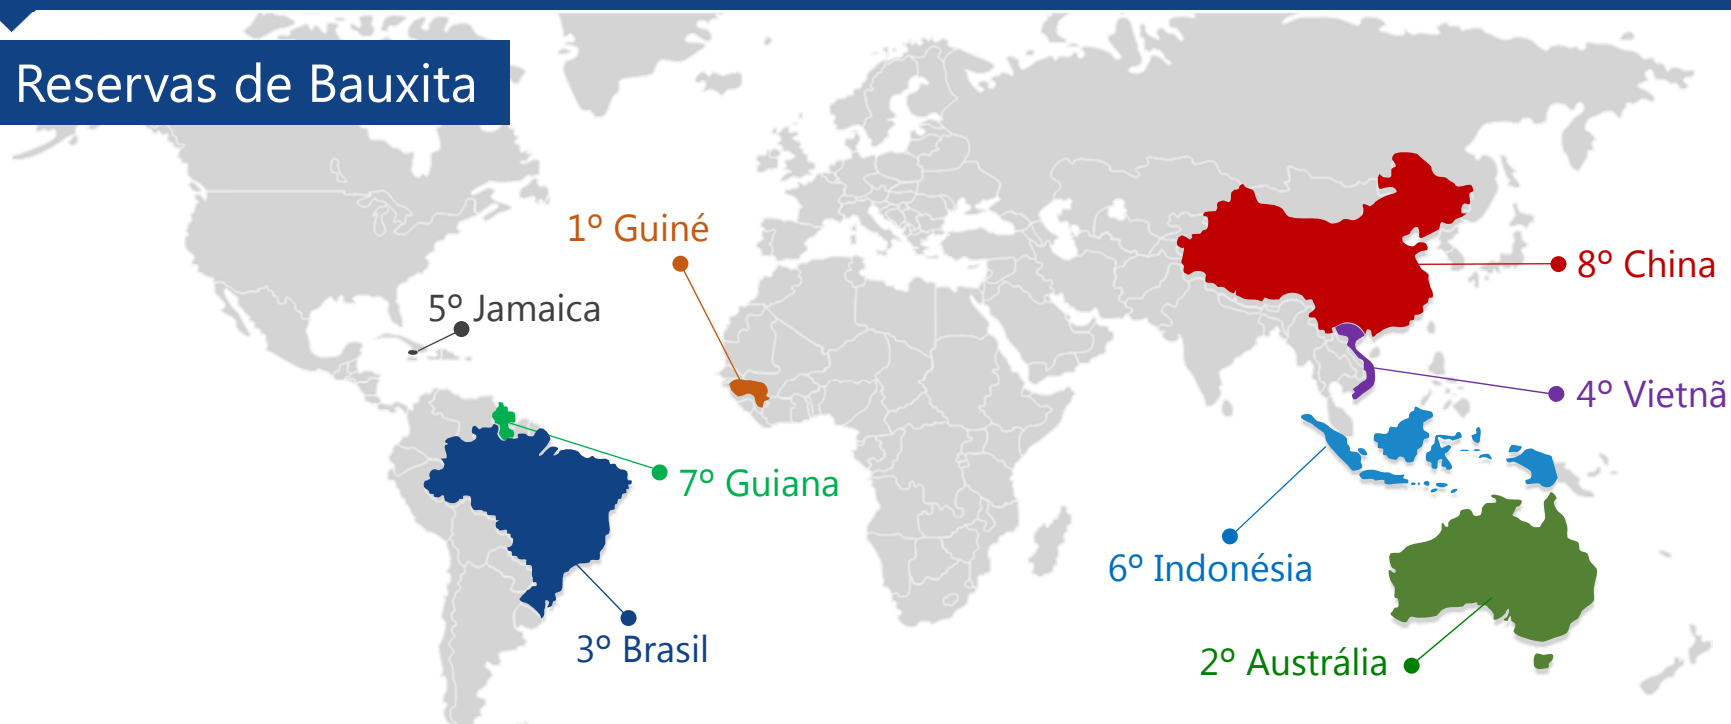 Reservas de Bauxita
1º Guiné
8º China
5º Jamaica
4º Vietnã
7º Guiana
6º Indonésia
3º Brasil
2º Austrália